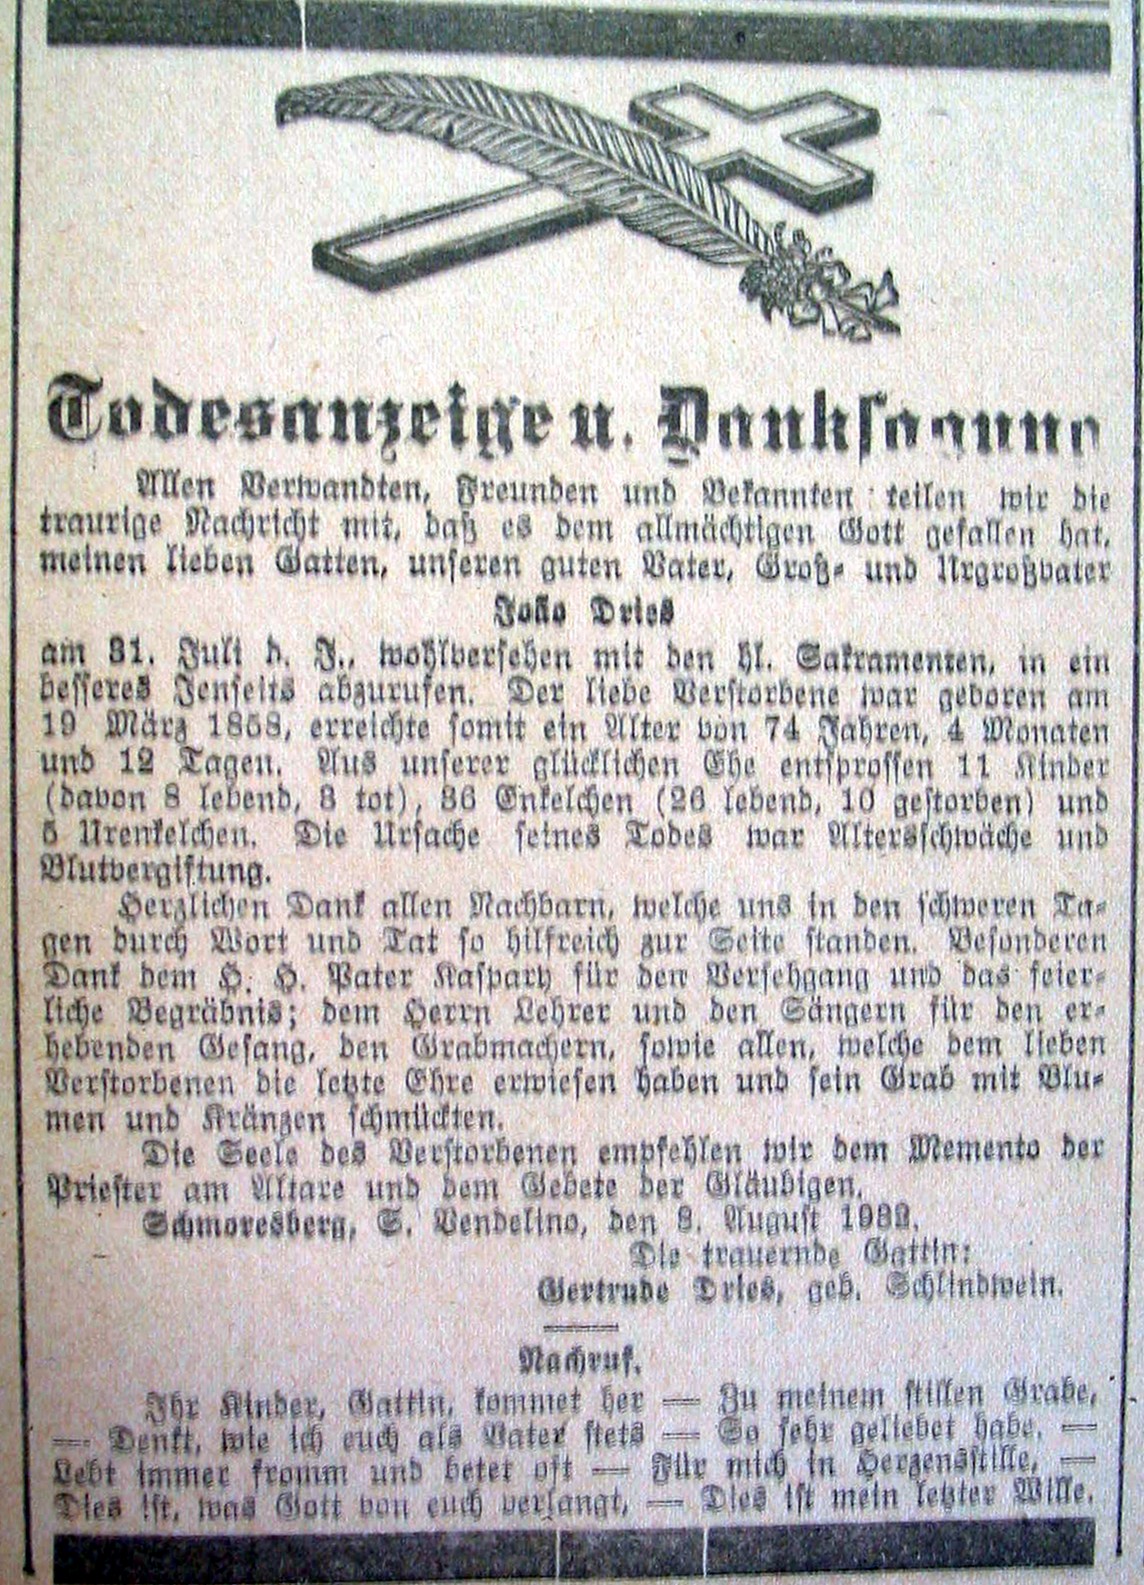 Todesanzeige u. Danksagung
Allen Verwandten, Freunden und Bekannten teilen wir die
traurige Nachricht mit, daß es dem allmächtigen Gott gefallen hat,
meinen lieben Gatten, unseren guten Vater, Groß- und Urgroßvater
João Dries
am 31. Juli d. J., wohlversehen mit den hl. Sakramenten, in ein
besseres Jenseits abzurufen. Der liebe Verstorbene war geboren am
19 März 1858, erreichte somit ein Alter von 74 Jahren, 4 Monaten
und 12 Tagen. Aus unserer glücklichen Ehe entsprossen 11 Kinder
(davon 8 lebend, 3 tot), 36 Enkelchen (26 lebend, 10 gestorben) und
5 Urenkelchen. Die Ursache seines Todes war Altersschwäche und
Blutvergiftung.
Herzlichen Dank allen Nachbarn, welche uns in den schweren Ta-
gen durch Wort und Tat so hilfreich zur Seite standen. Besonderen
Dank dem H. H. Pater Kaspary für den Versehgang und das feier-
liche Begräbnis; dem Herrn Lehrer und den Sängern für den er-
hebenden Gesang, den Grabmachern, sowie allen, welche dem lieben
Verstorbenen die letzte Ehre erwiesen haben und sein Grab mit Blu-
men und Kränzen schmückten.
Die Seele des Verstorbenen empfehlen wir dem Memento der
Priester am Altare und dem Gebete der Gläubigen.
Schmoresberg, S. Vendelino, den August 1932.
Die trauernde Gattin:
Gertrude Dries, geb. Schlindwein.
Nachruf.
Ihr Kinder, Gattin, kommet her — Zu meinem stillen Grabe,
— Denkt, wie ich euch als Vater stets — So sehr geliebet habe. —
Lebt immer fromm und betet oft — Für mich in Herzensstille, —
Dies ist, was Gott von euch verlangt, — Dies ist mein letzter Wille.